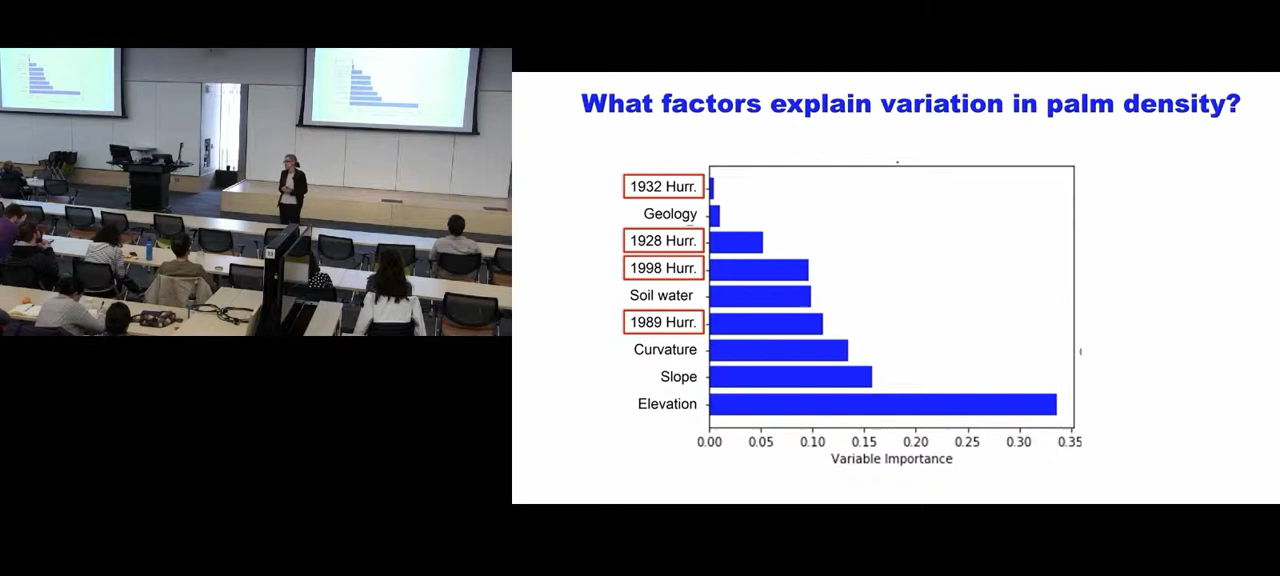 What factors explain variation in palm density?
1932 Hurr.
Geology
1928 Hurr.
1998 Hurr.
Soil water
1989 Hurr.
Curvature
Slope
Elevation
0.00 0.05 0.10 0.15 0.20 0.25 0.30 0.35
Variable Importance